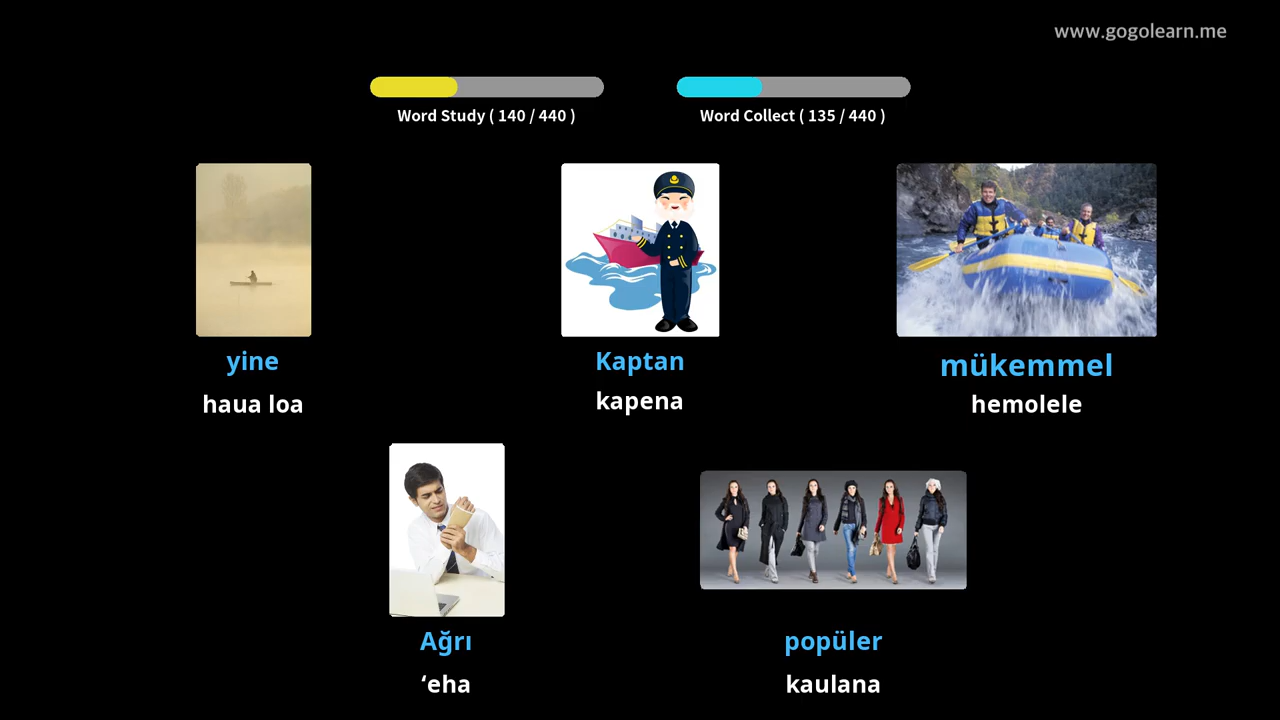 www.gogolearn.me
Word Study ( 140 / 440 )
Word Collect ( 135 / 440 )
yine
haua loa
Kaptan
kapena
mükemmel
hemolele
Ağrı
ʻeha
popüler
kaulana